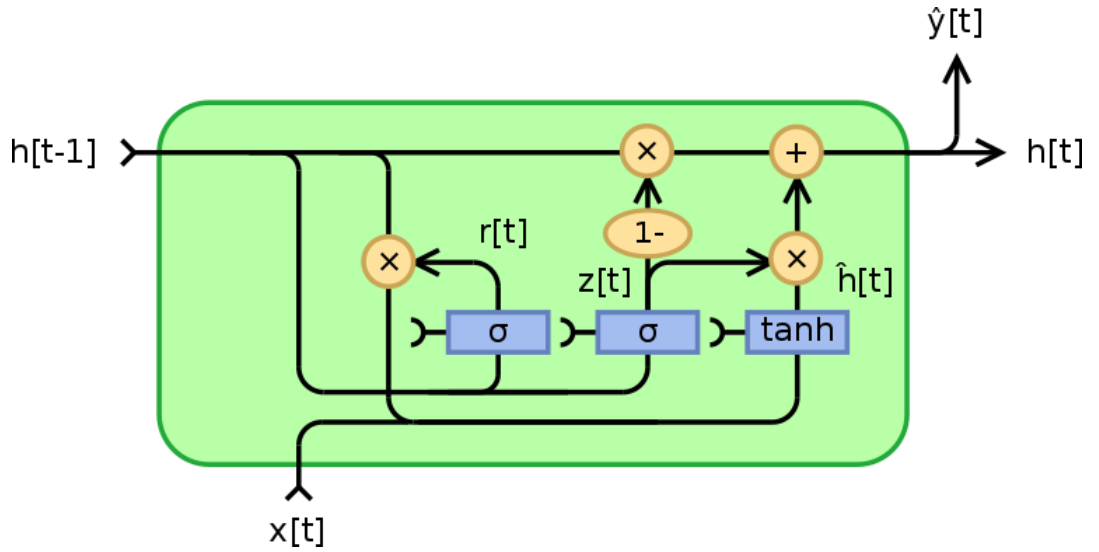 ŷ[t]
h[t-1]
×
+
h[t]
r[t]
1-
×
×
z[t]
ĥ[t]
σ
σ
tanh
x[t]